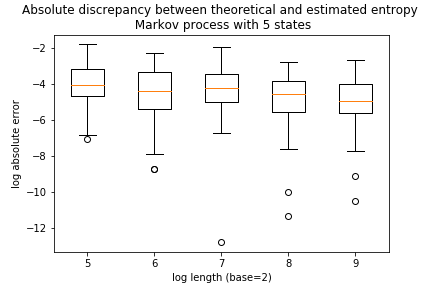 Absolute discrepancy between theoretical and estimated entropy
Markov process with 5 states
log absolute error
−2
−4
−6
−8
−10
−12
5 6 7 8 9
log length (base=2)